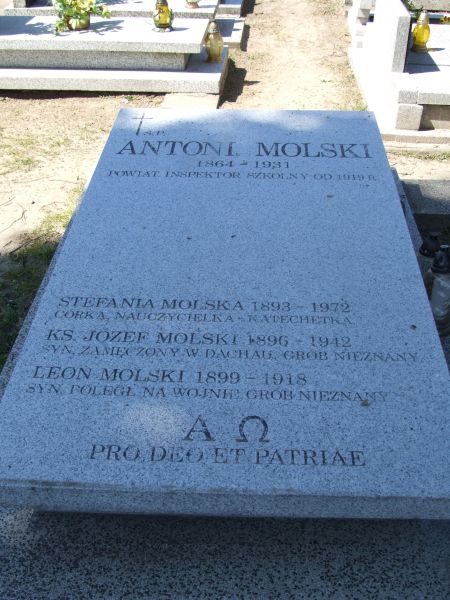 Ś.P.
ANTONI MOLSKI
1864 - 1931
POWIAT. INSPEKTOR SZKOLNY OD 1919 R.
STEFANIA MOLSKA 1893 - 1972
CÓRKA, NAUCZYCIELKA - KATECHETKA
KS. JÓZEF MOLSKI 1896 - 1942
SYN, ZAMĘCZONY W DACHAU, GRÓB NIEZNANY
LEON MOLSKI 1899 - 1918
SYN, POLEGŁ NA WOJNIE, GRÓB NIEZNANY
Α Ω
PRO DEO ET PATRIAE